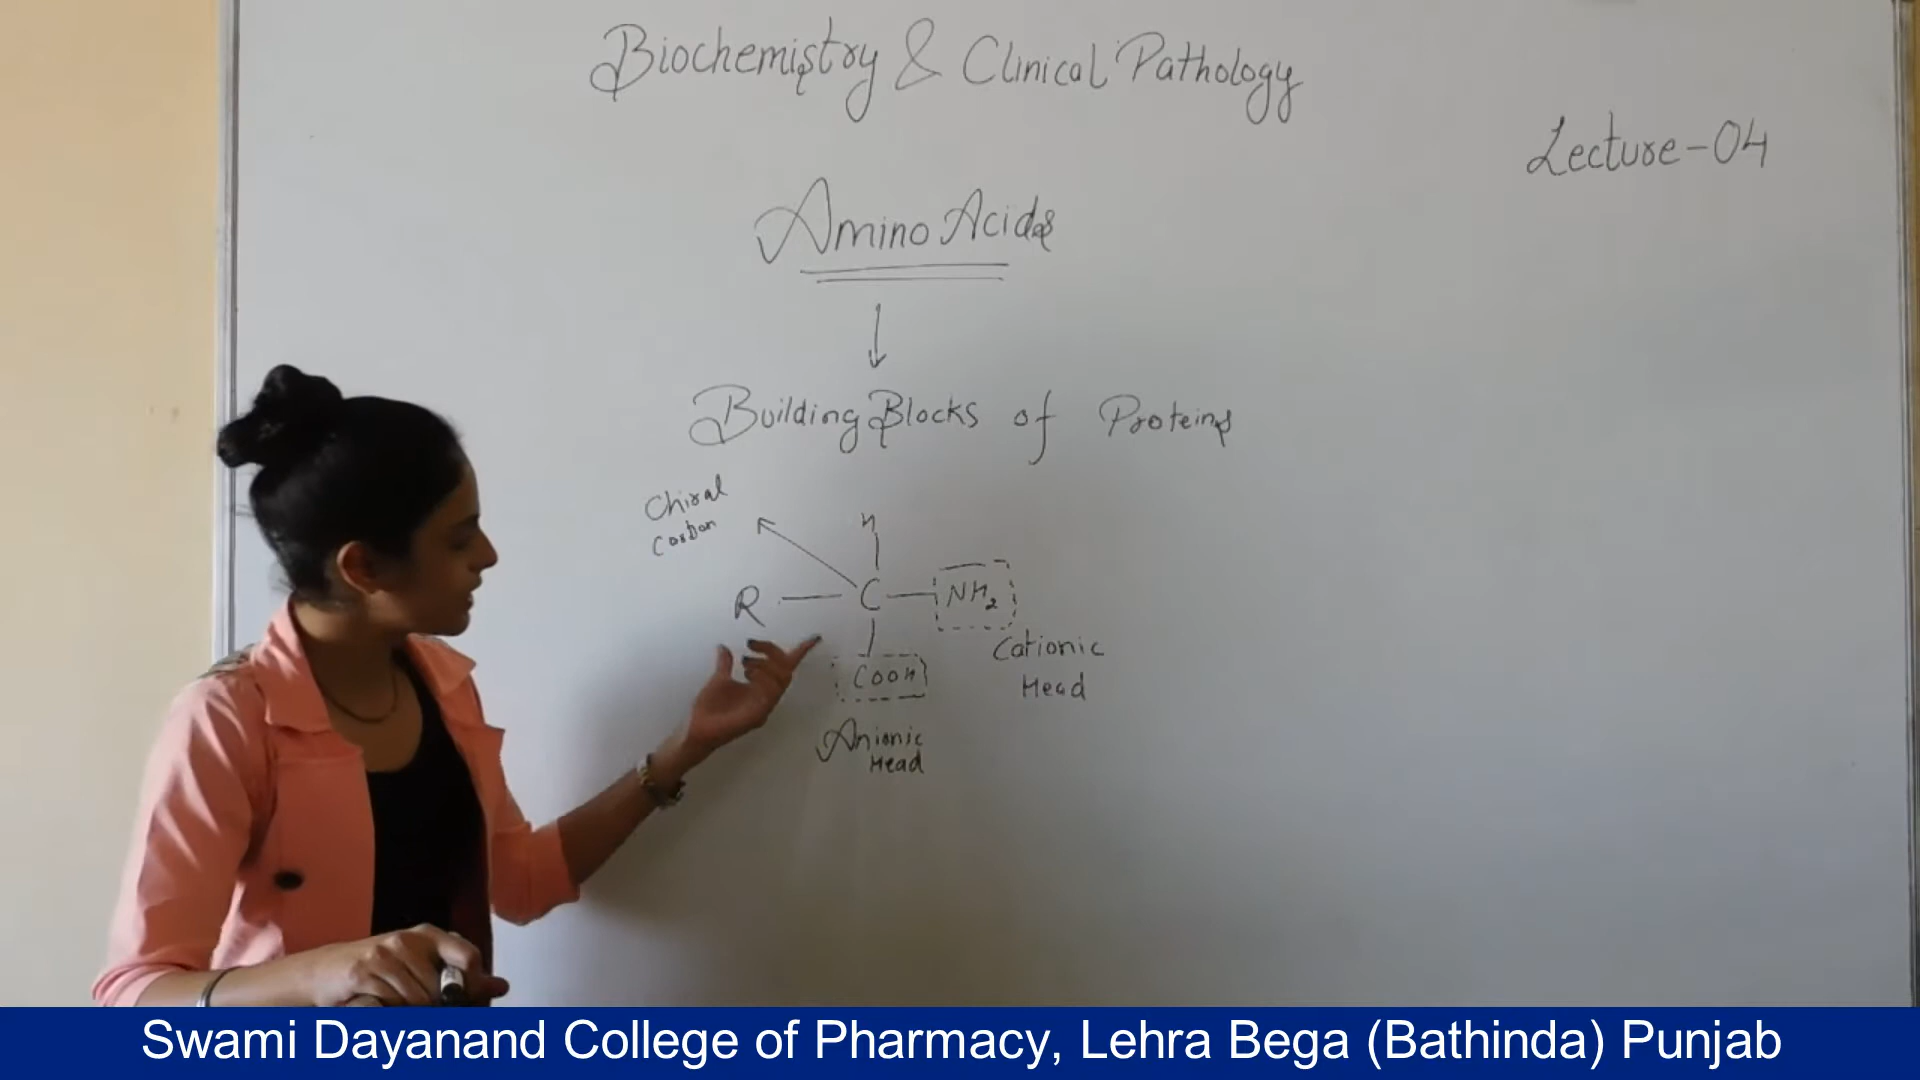 Biochemistry & Clinical Pathology
Lecture-04
Amino Acids
Building Blocks of Proteins
Chiral
Carbon
H
R C NH2
COOH
Cationic
Head
Anionic
Head
Swami Dayanand College of Pharmacy, Lehra Bega (Bathinda) Punjab